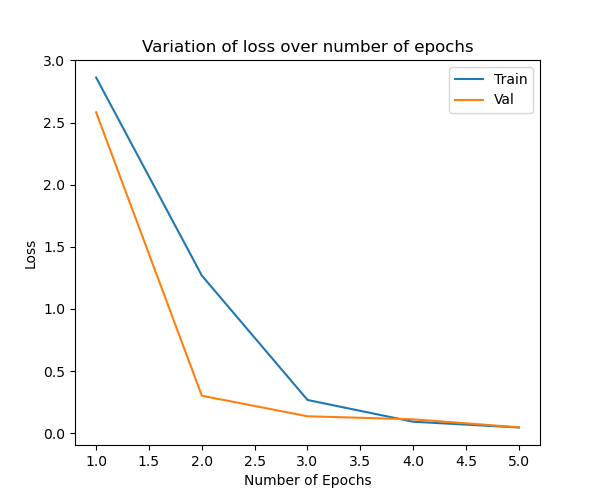 Variation of loss over number of epochs
Train
Val
3.0
2.5
2.0
1.5
1.0
0.5
0.0
Loss
1.0 1.5 2.0 2.5 3.0 3.5 4.0 4.5 5.0
Number of Epochs